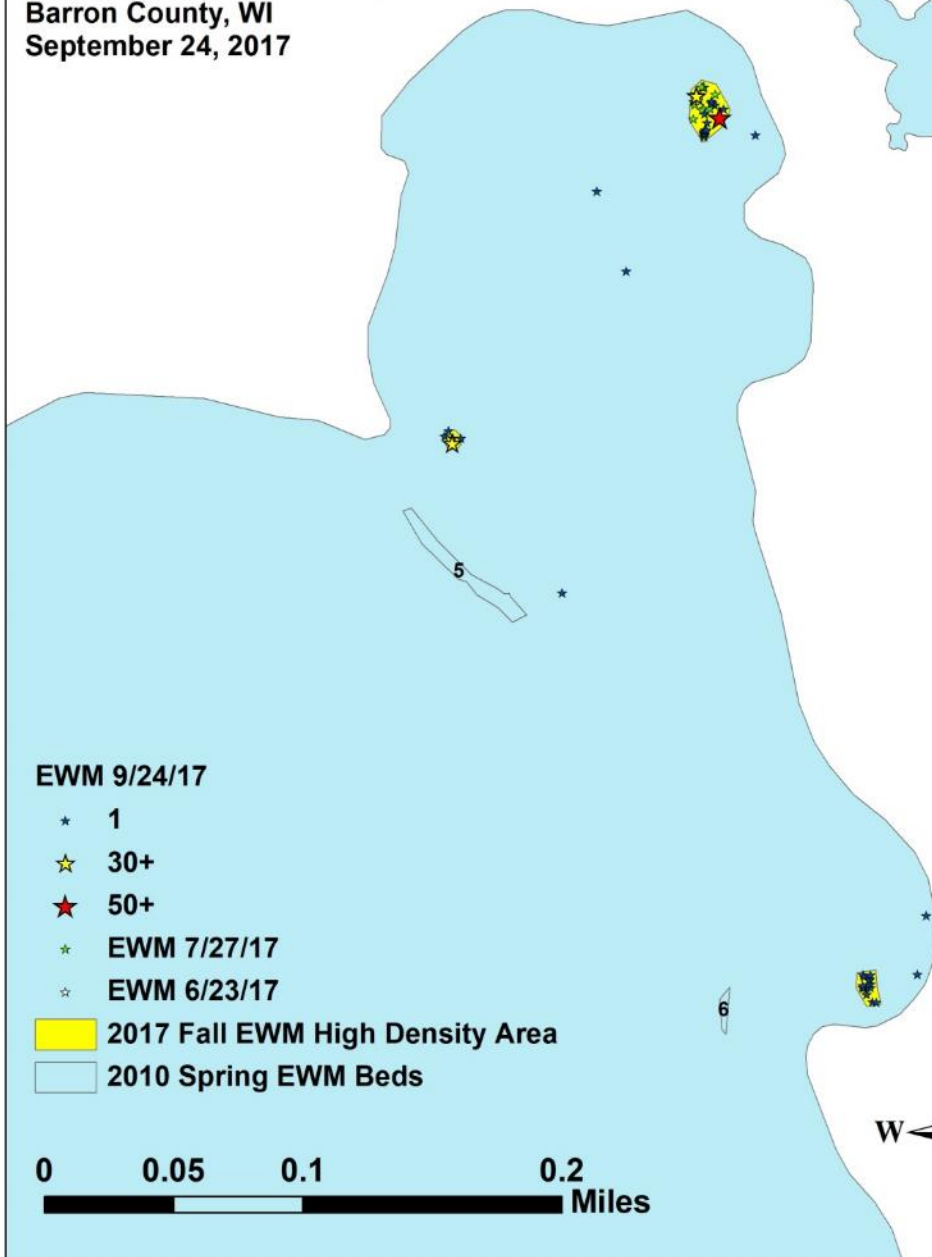 Barron County, WI
September 24, 2017
5
EWM 9/24/17
1
30+
50+
EWM 7/27/17
EWM 6/23/17
2017 Fall EWM High Density Area
2010 Spring EWM Beds
6
W
0 0.05 0.1 0.2
Miles